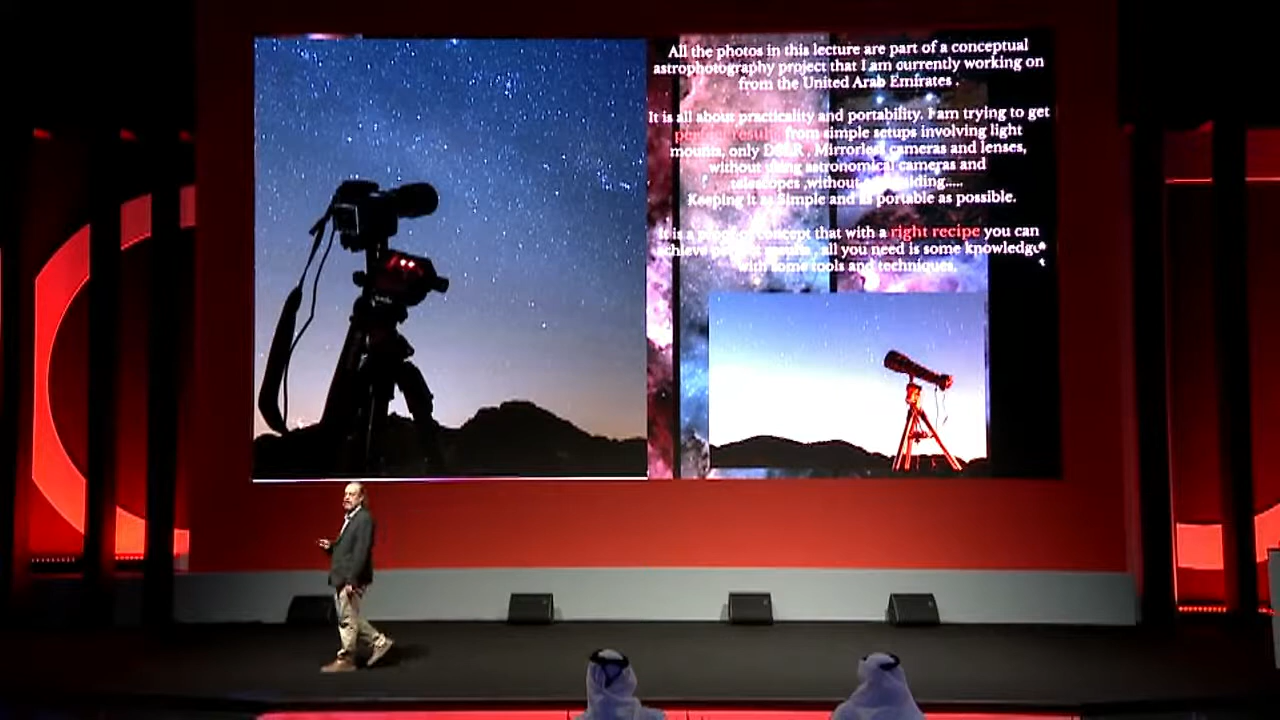 All the photos in this lecture are part of a conceptual
astrophotography project that I am currently working on
from the United Arab Emirates .
It is all about practicality and portability. I am trying to get
perfect results from simple setups involving light
mounts, only DSLR , Mirrorless cameras and lenses,
without using astronomical cameras and
telescopes ,without
Keeping it as Simple and as portable as possible.
It is a proof of concept that with a right recipe you can
achieve , all you need is some knowledge
with some tools and techniques.